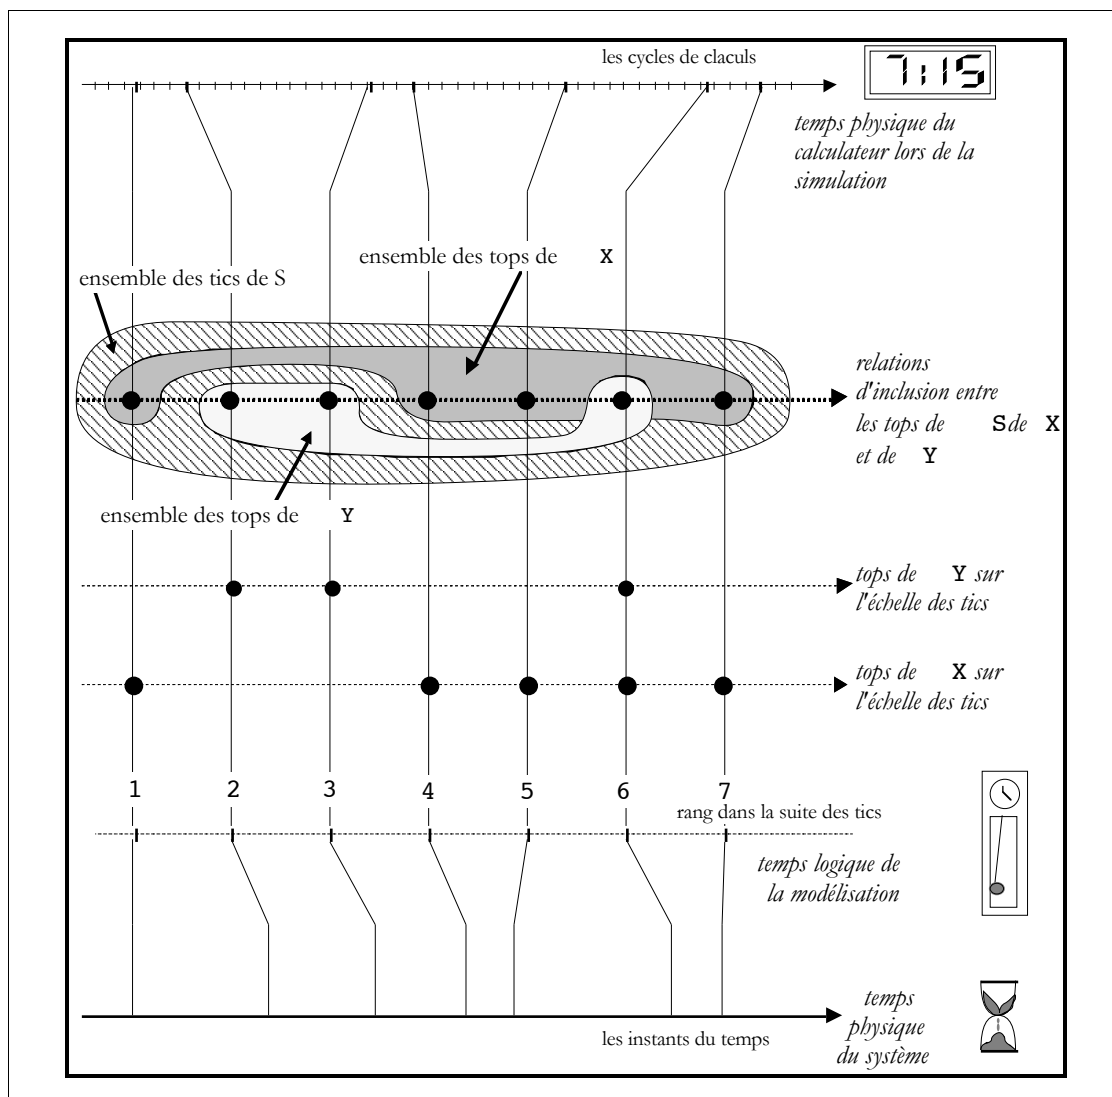 les cycles de claculs
7:15
temps physique du
calculateur lors de la
simulation
ensemble des tops de X
ensemble des tics de S
relations
d'inclusion entre
les tops de S de X
et de Y
ensemble des tops de Y
tops de Y sur
l'échelle des tics
tops de X sur
l'échelle des tics
1 2 3 4 5 6 7
rang dans la suite des tics
temps logique de
la modélisation
temps
physique
du système
les instants du temps